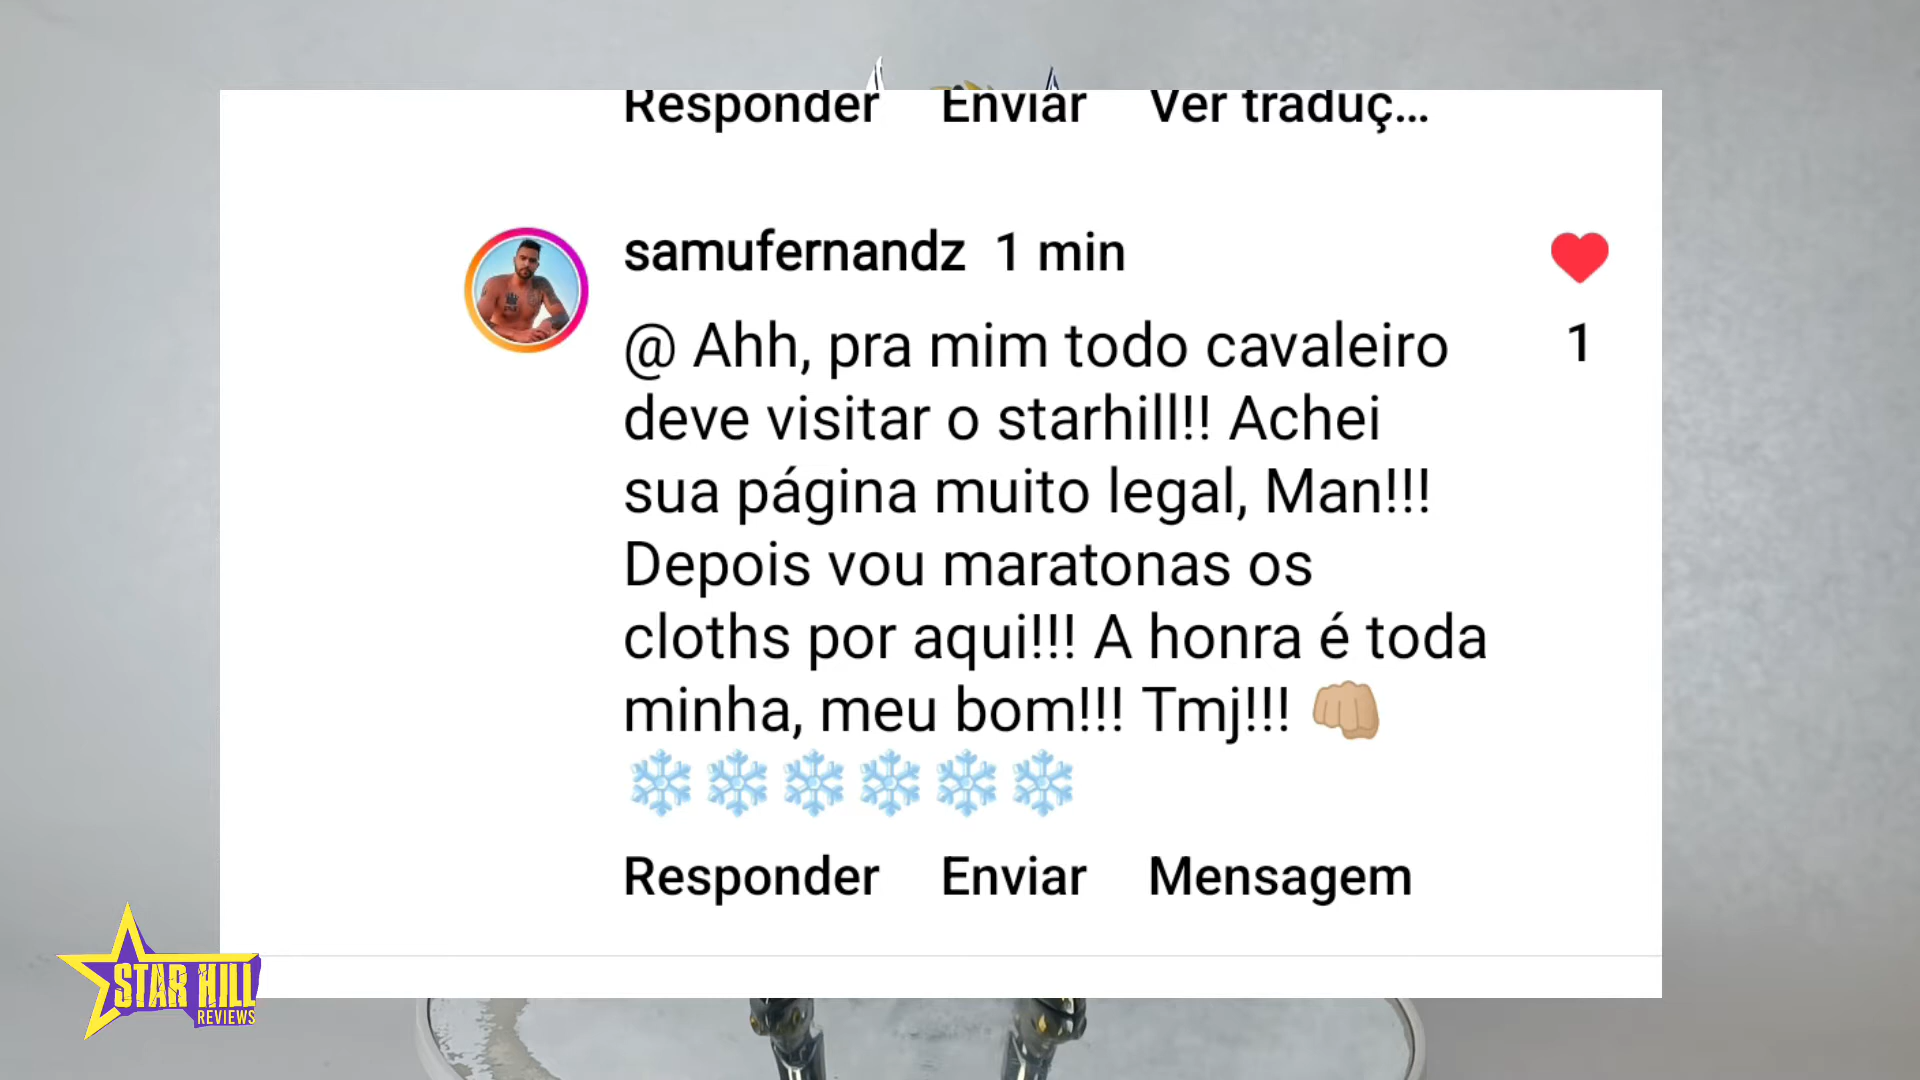 Responder Enviar Ver traduç...
samufernandz 1 min
@ Ahh, pra mim todo cavaleiro
1
deve visitar o starhill!! Achei
sua página muito legal, Man!!!
Depois vou maratonas os
cloths por aqui!!! A honra é toda
minha, meu bom!!! Tmj!!! 👊🏼
❄️❄️❄️❄️❄️❄️
Responder Enviar Mensagem
STAR HILL
REVIEWS